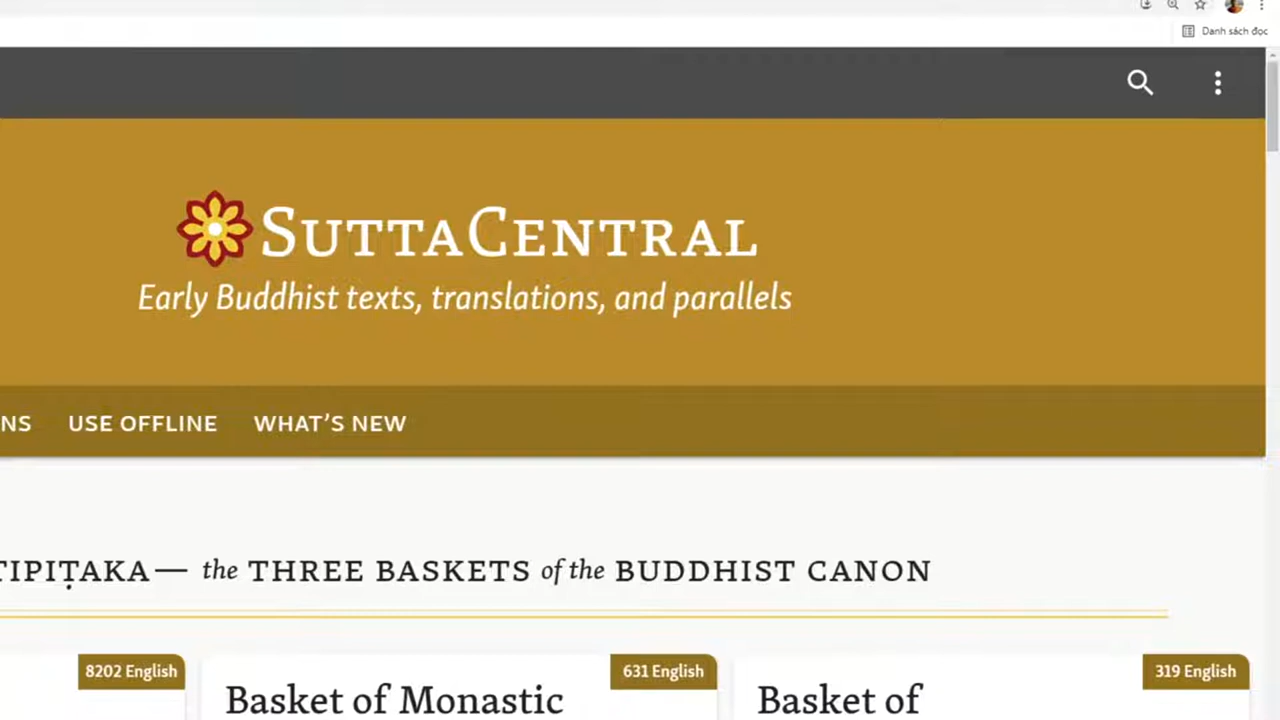 Danh sách đọc
SUTTACENTRAL
Early Buddhist texts, translations, and parallels
NS USE OFFLINE WHAT'S NEW
TIPIṬAKA— the THREE BASKETS of the BUDDHIST CANON
8202 English 631 English 319 English
Basket of Monastic Basket of